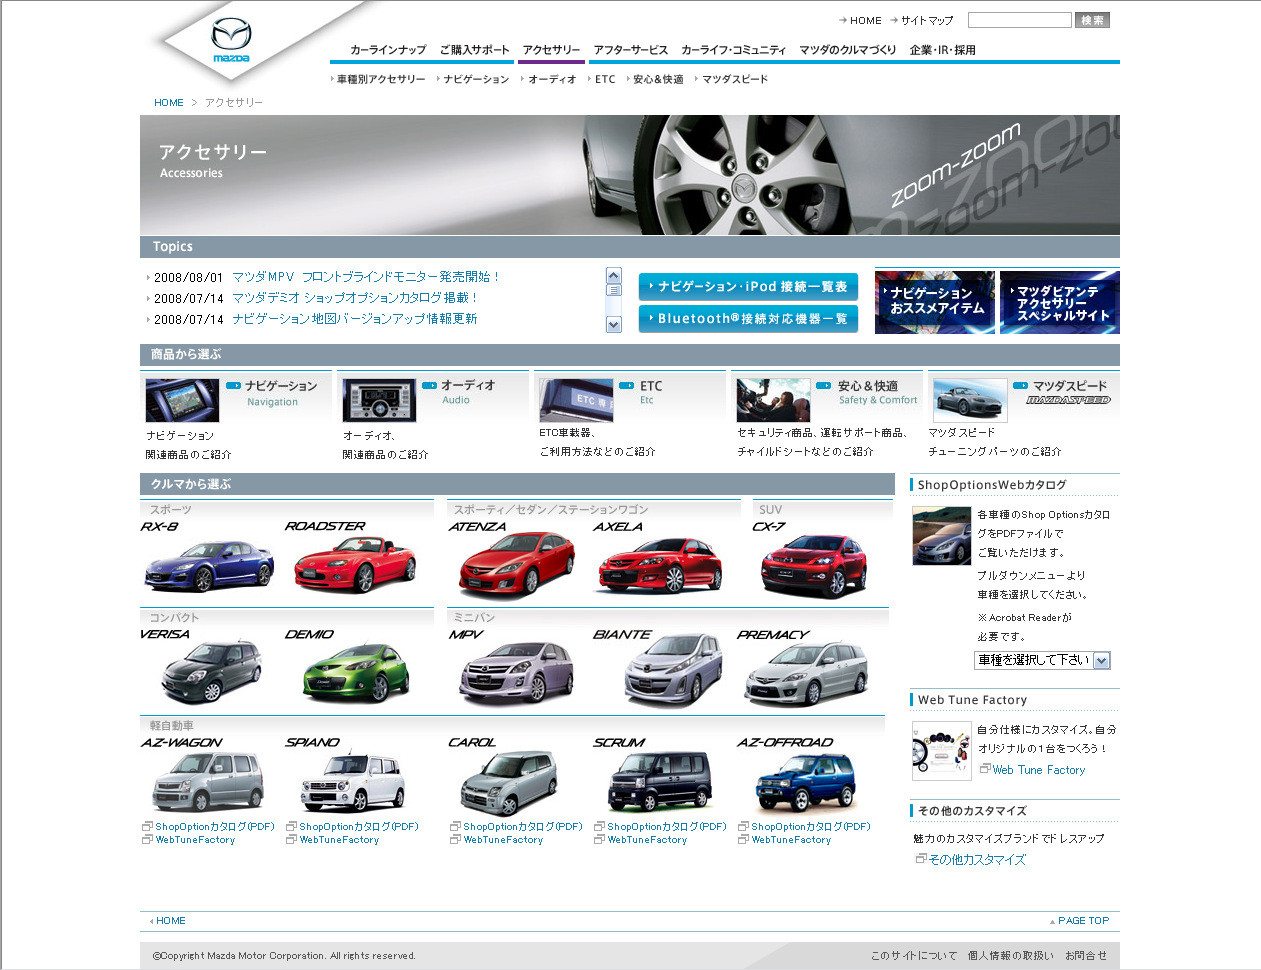 HOME サイトマップ 検索
mazda
カーラインナップ ご購入サポート アクセサリー アフターサービス カーライフ・コミュニティ マツダのクルマづくり 企業・IR・採用
車種別アクセサリー ナビゲーション オーディオ ETC 安心&快適 マツダスピード
HOME > アクセサリー
アクセサリー
Accessories
zoom-zoom
Topics
2008/08/01 マツダMPV フロントブラインドモニター発売開始！
2008/07/14 マツダデミオ ショップオプションカタログ掲載！
2008/07/14 ナビゲーション地図バージョンアップ情報更新
ナビゲーション・iPod 接続一覧表
Bluetooth®接続対応機器一覧
ナビゲーション
おススメアイテム
マツダビアンテ
アクセサリー
スペシャルサイト
商品から選ぶ
ナビゲーション
Navigation
ナビゲーション
関連商品のご紹介
オーディオ
Audio
オーディオ、
関連商品のご紹介
ETC
Etc
ETC専用
ETC車載器、
ご利用方法などのご紹介
安心＆快適
Safety & Comfort
セキュリティ商品、運転サポート商品、
チャイルドシートなどのご紹介
マツダスピード
MAZDASPEED
マツダスピード
チューニングパーツのご紹介
クルマから選ぶ
スポーツ
RX-8 ROADSTER
スポーティ／セダン／ステーションワゴン
ATENZA AXELA
SUV
CX-7
コンパクト
VERISA DEMIO
ミニバン
MPV BIANTE PREMACY
軽自動車
AZ-WAGON SPIANO CAROL SCRUM AZ-OFFROAD
ShopOptionカタログ(PDF) ShopOptionカタログ(PDF) ShopOptionカタログ(PDF) ShopOptionカタログ(PDF) ShopOptionカタログ(PDF)
WebTuneFactory WebTuneFactory WebTuneFactory WebTuneFactory WebTuneFactory
ShopOptionsWebカタログ
各車種のShop Optionsカタロ
グをPDFファイルで
ご覧いただけます。
プルダウンメニューより
車種を選択してください。
※Acrobat Readerが
必要です。
車種を選択して下さい
Web Tune Factory
自分仕様にカスタマイズ。自分
オリジナルの１台をつくろう！
Web Tune Factory
その他のカスタマイズ
魅力のカスタマイズブランドでドレスアップ
その他カスタマイズ
HOME PAGE TOP
©Copyright Mazda Motor Corporation. All rights reserved. このサイトについて 個人情報の取扱い お問合せ